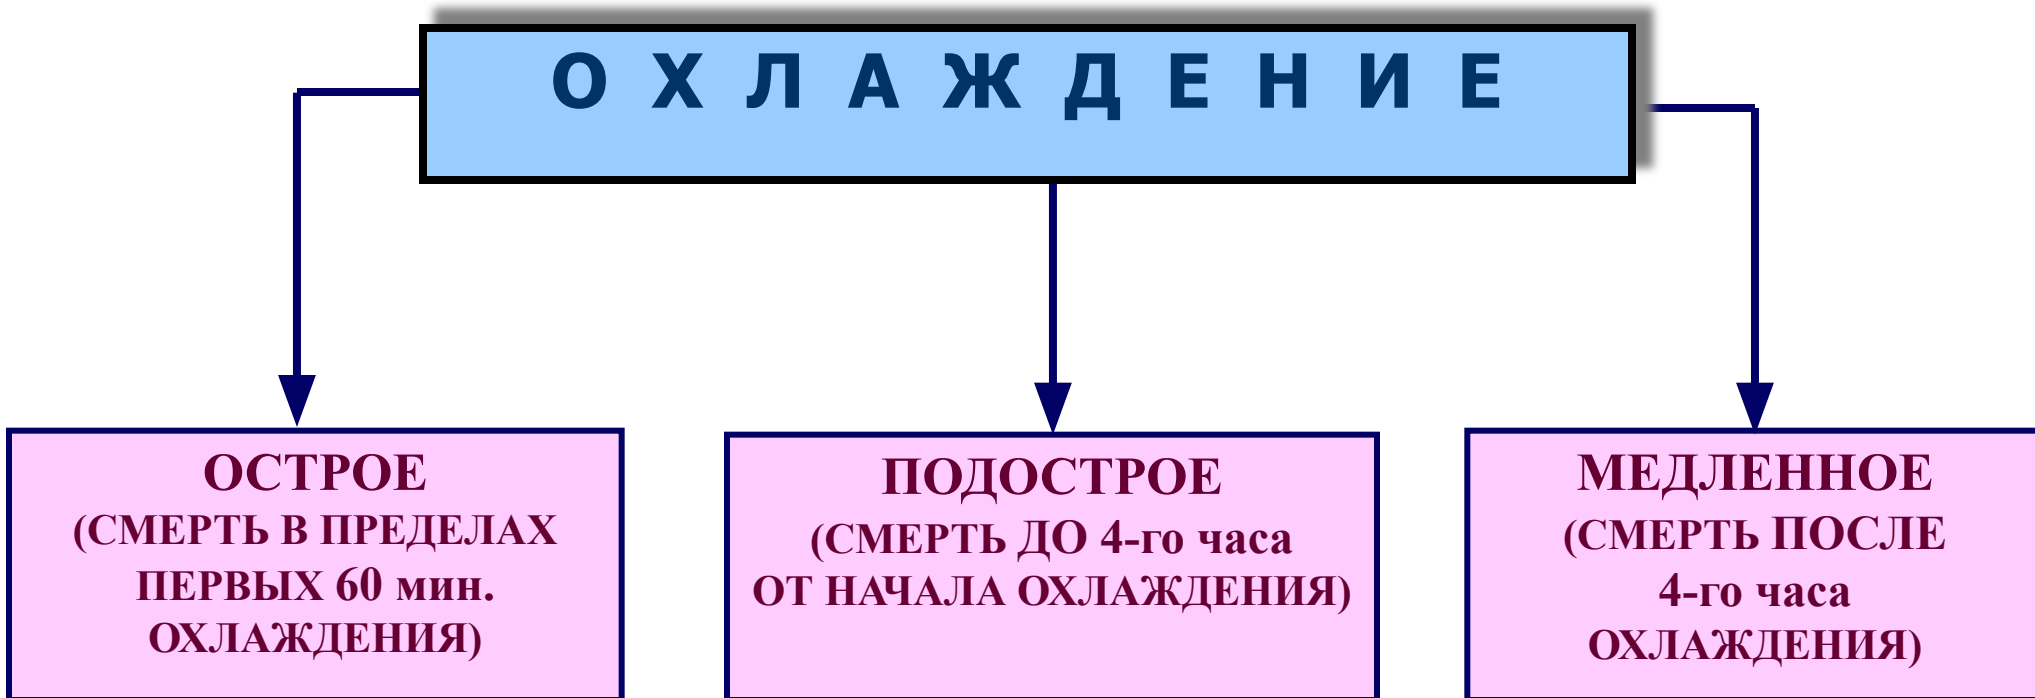 ОХЛАЖДЕНИЕ
ОСТРОЕ
(СМЕРТЬ В ПРЕДЕЛАХ
ПЕРВЫХ 60 мин.
ОХЛАЖДЕНИЯ)
ПОДОСТРОЕ
(СМЕРТЬ ДО 4-го часа
ОТ НАЧАЛА ОХЛАЖДЕНИЯ)
МЕДЛЕННОЕ
(СМЕРТЬ ПОСЛЕ
4-го часа
ОХЛАЖДЕНИЯ)